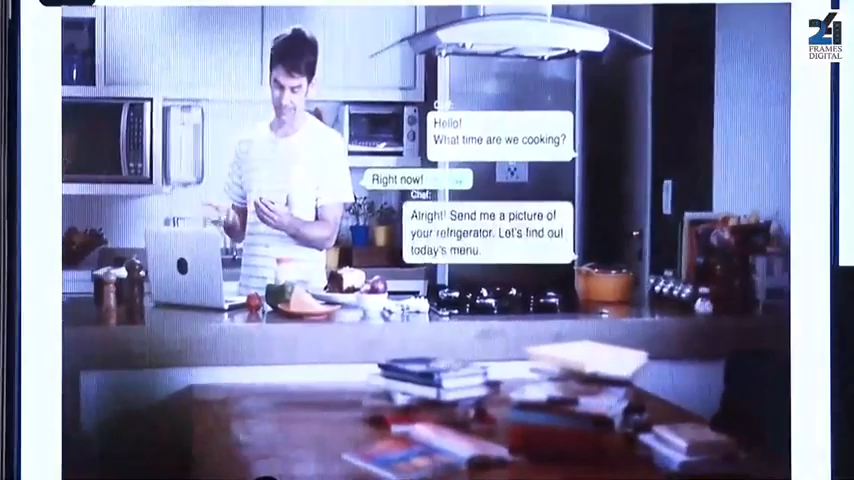 24
FRAMES
DIGITAL
Chef:
Hello!
What time are we cooking?
Right now!
Chef:
Alright! Send me a picture of
your refrigerator. Let's find out
today's menu.